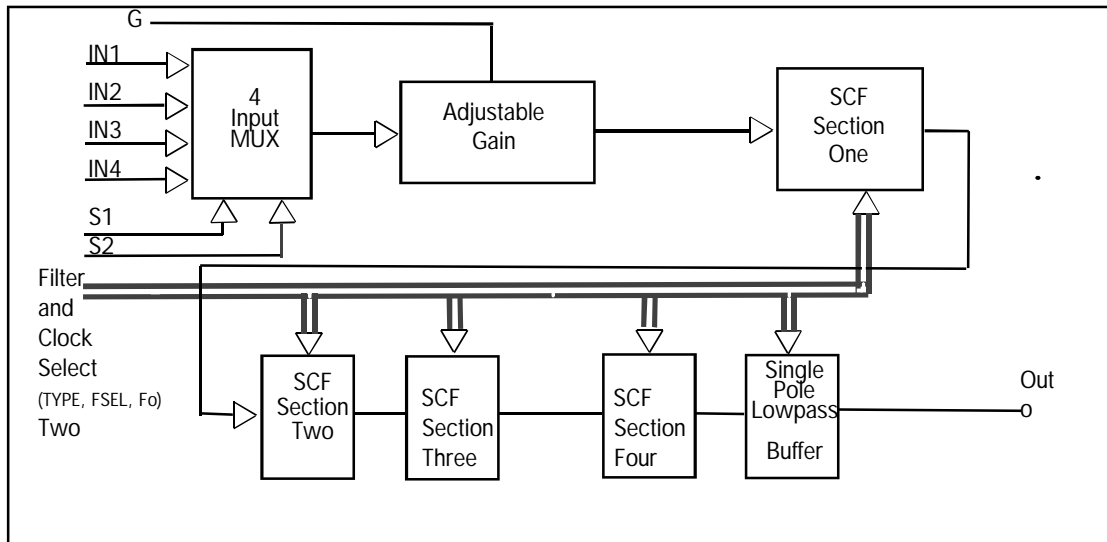 G
IN1
IN2
IN3
IN4
S1
S2
4
Input
MUX
Adjustable
Gain
SCF
Section
One
Filter
and
Clock
Select
(TYPE, FSEL, Fo)
Two
SCF
Section
Two
SCF
Section
Three
SCF
Section
Four
Single
Pole
Lowpass
Buffer
Out
o